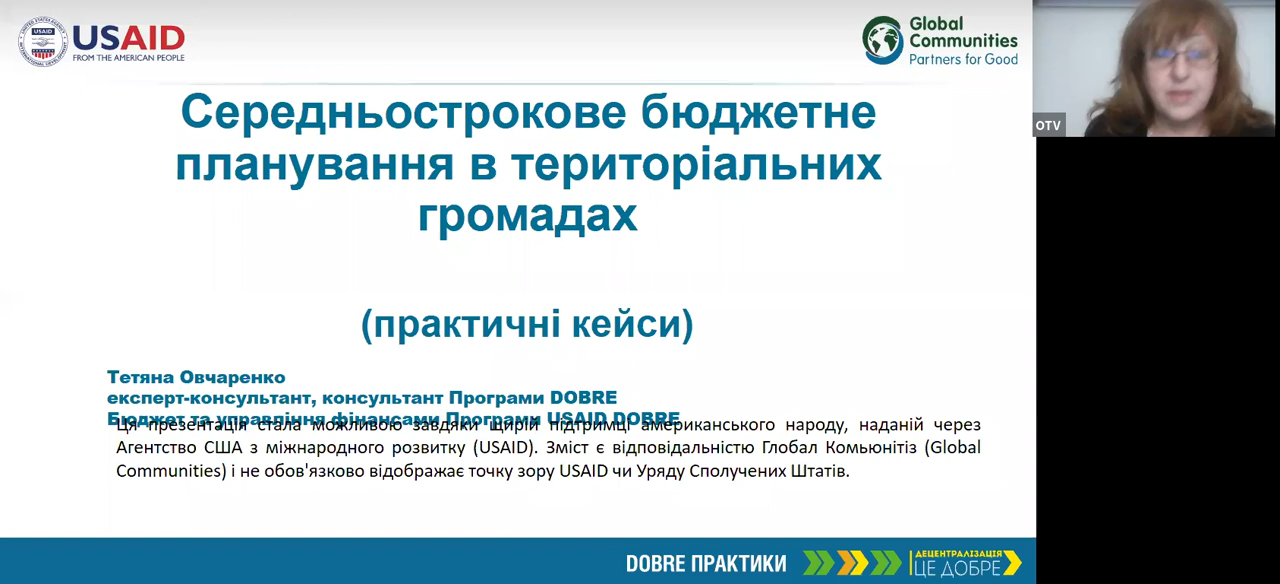 USAID
FROM THE AMERICAN PEOPLE
Global
Communities
Partners for Good
OTV
Середньострокове бюджетне
планування в територіальних
громадах
(практичні кейси)
Тетяна Овчаренко
експерт-консультант, консультант Програми DOBRE
Бюджет та управління фінансами Програми USAID DOBRE
Ця презентація стала можливою завдяки щирій підтримці американського народу, наданій через
Агентство США з міжнародного розвитку (USAID). Зміст є відповідальністю Глобал Комьюнітіз (Global
Communities) і не обов'язково відображає точку зору USAID чи Уряду Сполучених Штатів.
DOBRE ПРАКТИКИ
ДЕЦЕНТРАЛІЗАЦІЯ
ЦЕ ДОБРЕ